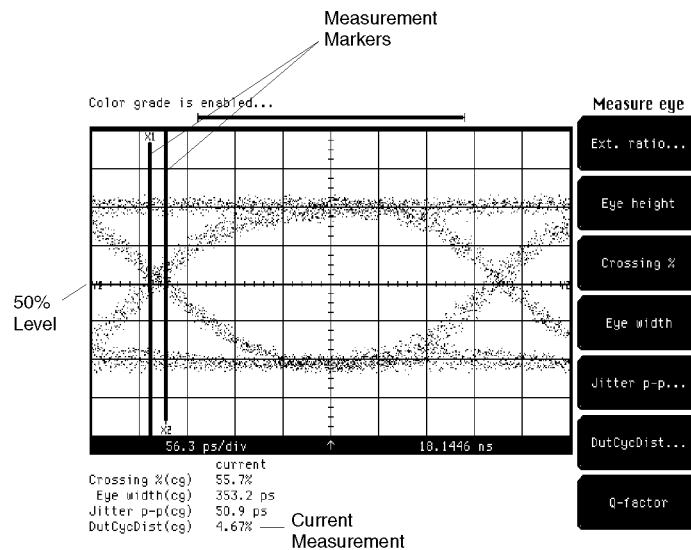 Measurement
Markers
Color grade is enabled...
Measure eye
X1
Ext. ratio...
Eye height
Crossing %
50%
Level
Eye width
Jitter p-p...
DutCycDist...
Q-factor
X2
56.3 ps/div ↑ 18.1446 ns
current
Crossing %(cg) 55.7%
Eye width(cg) 353.2 ps
Jitter p-p(cg) 50.9 ps
DutCycDist(cg) 4.67%
Current
Measurement